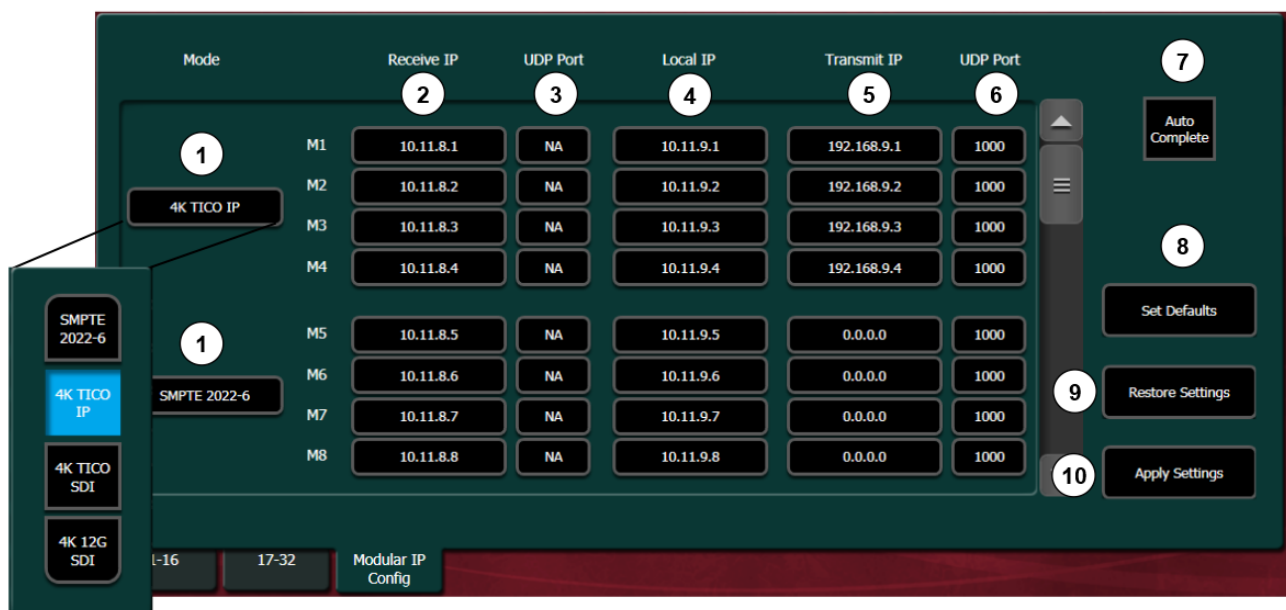 Mode Receive IP UDP Port Local IP Transmit IP UDP Port 7
2 3 4 5 6
Auto
Complete
1
M1 10.11.8.1 NA 10.11.9.1 192.168.9.1 1000
M2 10.11.8.2 NA 10.11.9.2 192.168.9.2 1000
4K TICO IP
M3 10.11.8.3 NA 10.11.9.3 192.168.9.3 1000
M4 10.11.8.4 NA 10.11.9.4 192.168.9.4 1000
8
Set Defaults
SMPTE
2022-6
4K TICO
IP
4K TICO
SDI
4K 12G
SDI
1
M5 10.11.8.5 NA 10.11.9.5 0.0.0.0 1000
M6 10.11.8.6 NA 10.11.9.6 0.0.0.0 1000
SMPTE 2022-6
9 Restore Settings
M7 10.11.8.7 NA 10.11.9.7 0.0.0.0 1000
M8 10.11.8.8 NA 10.11.9.8 0.0.0.0 1000
10 Apply Settings
1-16 17-32 Modular IP
Config